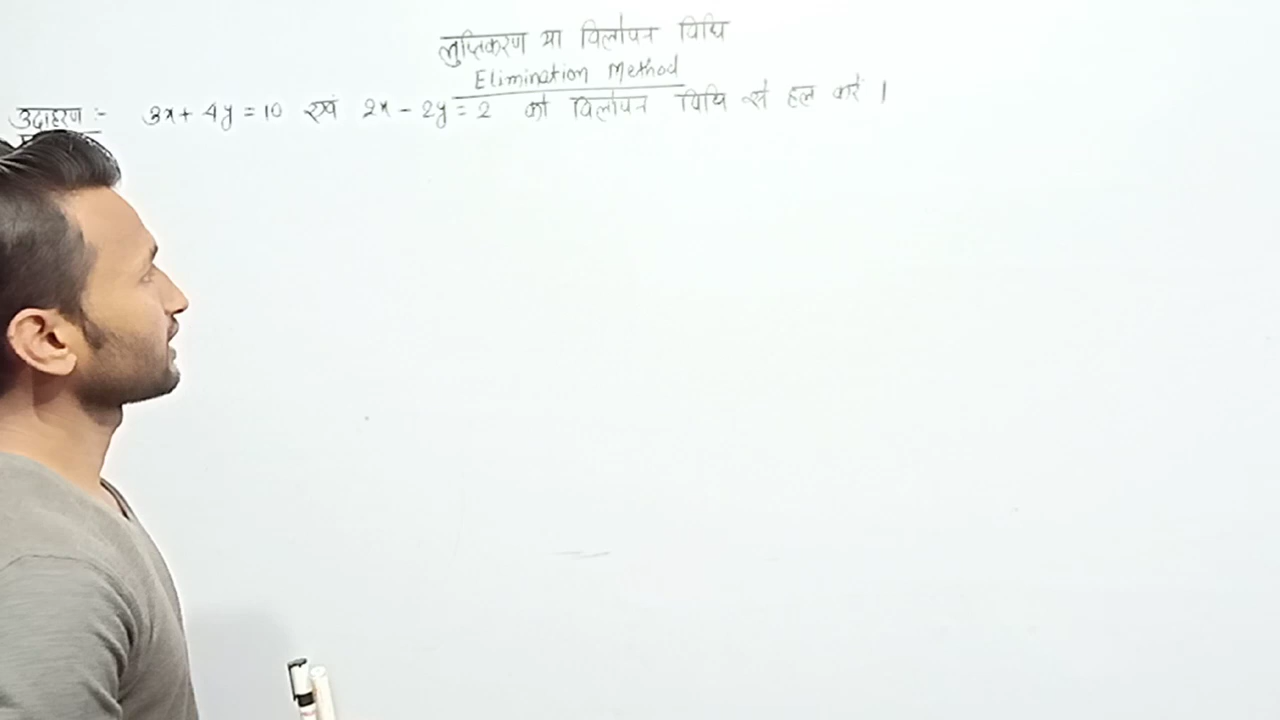 लुप्तिकरण या विलोपन विधि
Elimination Method
उदाहरण :- 3x + 4y = 10 एवं 2x - 2y = 2 को विलोपन विधि से हल करें ।